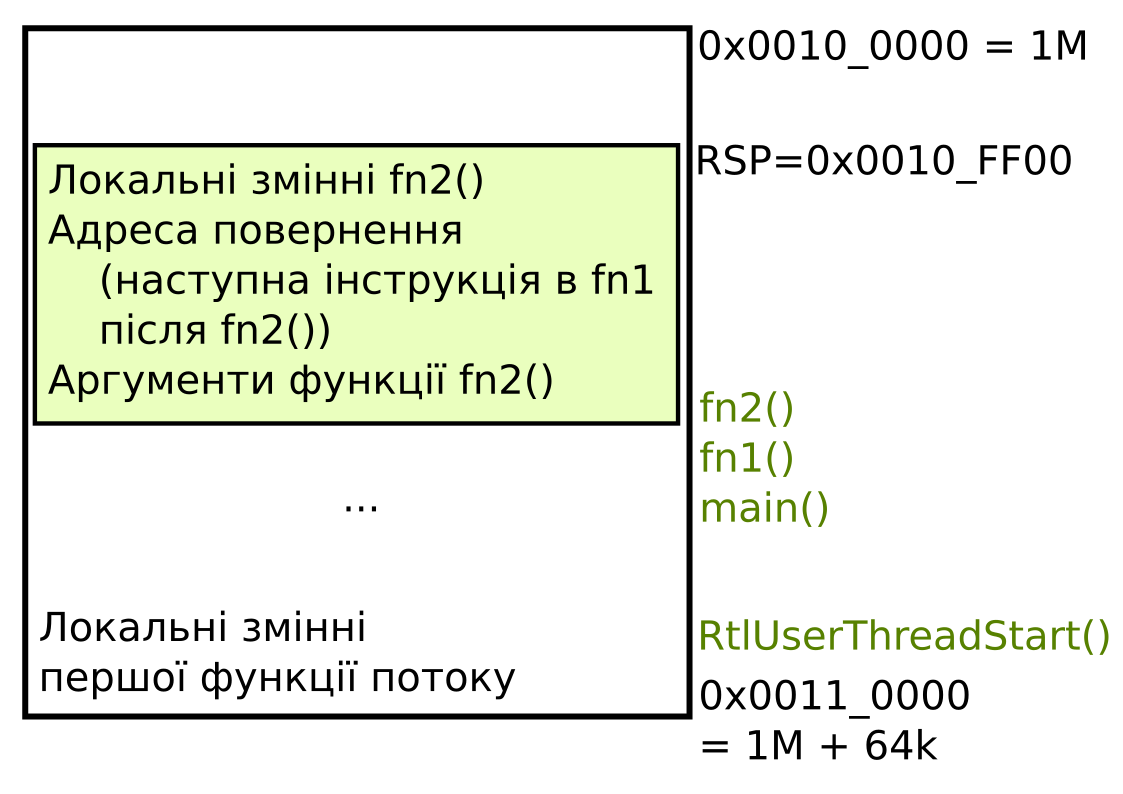 0x0010_0000 = 1M
RSP=0x0010_FF00
Локальні змінні fn2()
Адреса повернення
(наступна інструкція в fn1
після fn2())
Аргументи функції fn2()
fn2()
fn1()
main()
...
Локальні змінні
першої функції потоку
RtlUserThreadStart()
0x0011_0000
= 1M + 64k